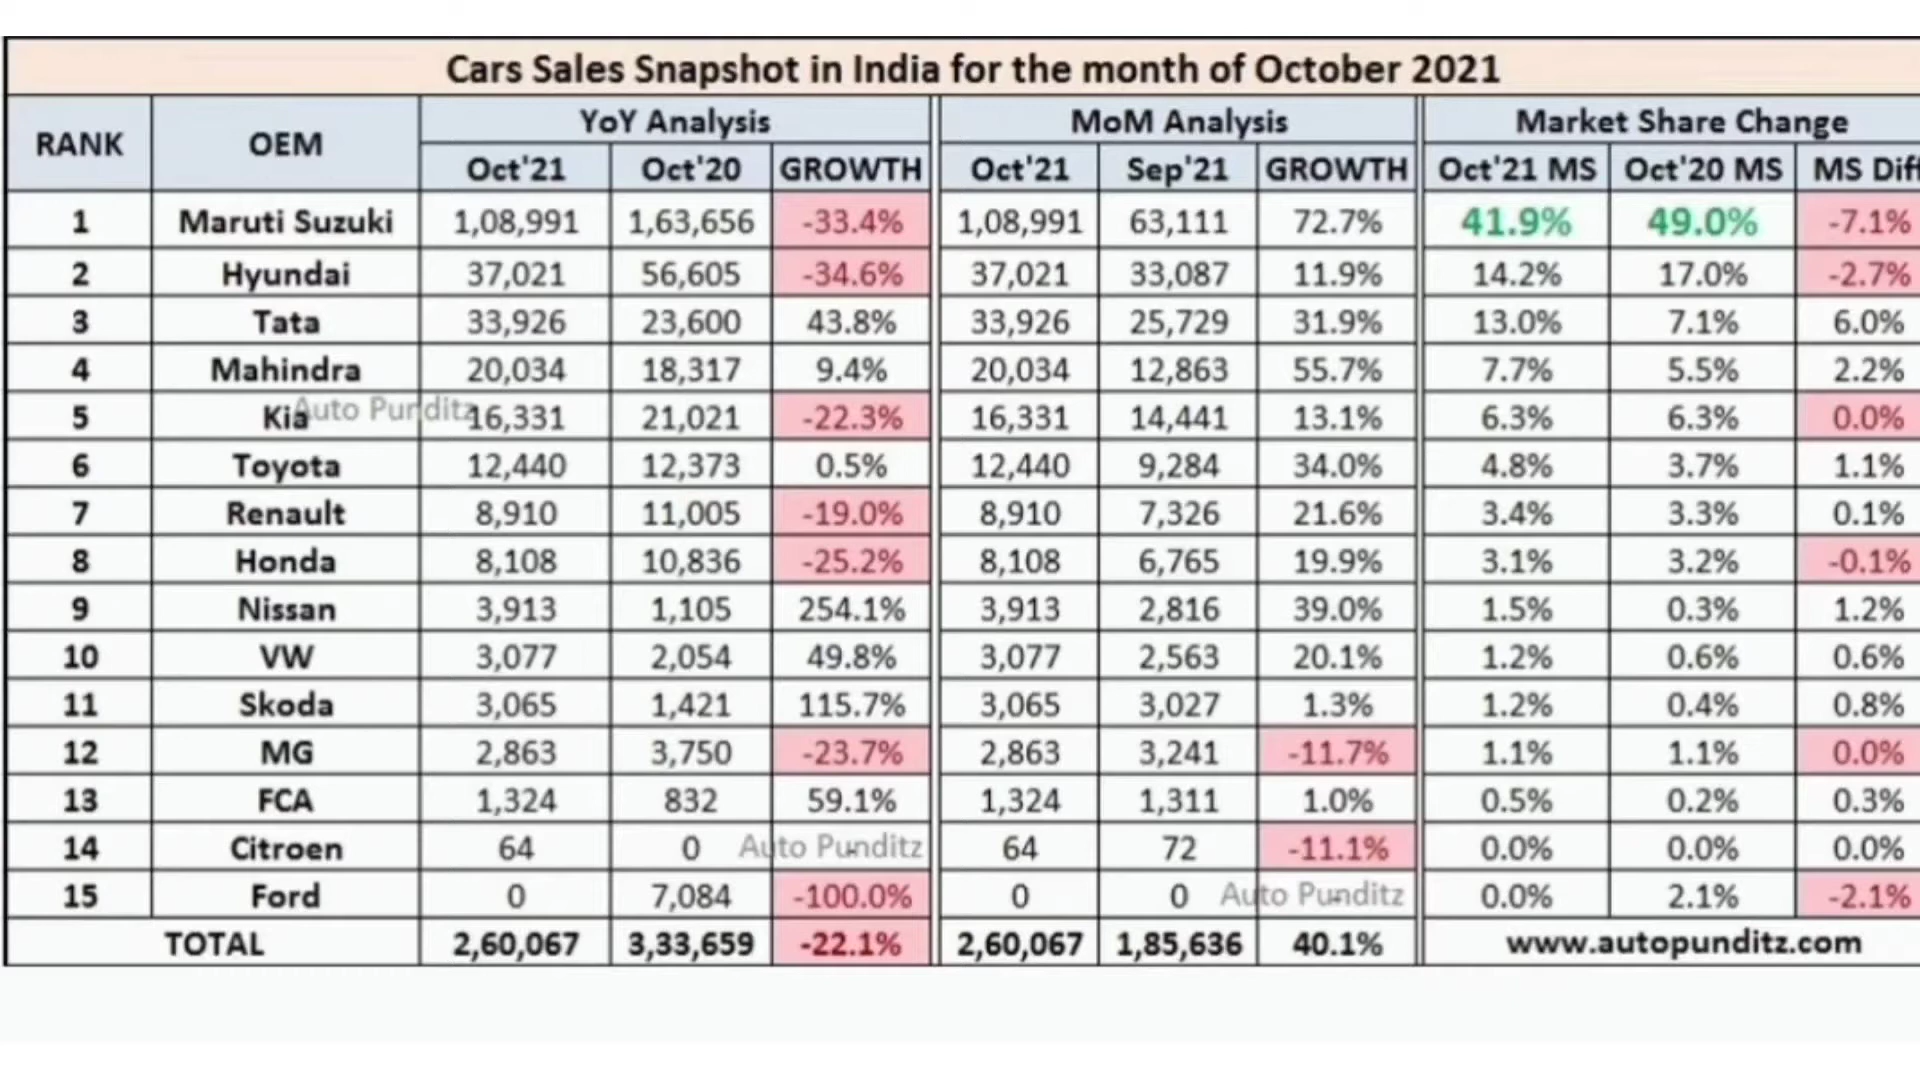 Cars Sales Snapshot in India for the month of October 2021
RANK OEM YoY Analysis MoM Analysis Market Share Change
Oct'21 Oct'20 GROWTH Oct'21 Sep'21 GROWTH Oct'21 MS Oct'20 MS MS Diff
1 Maruti Suzuki 1,08,991 1,63,656 -33.4% 1,08,991 63,111 72.7% 41.9% 49.0% -7.1%
2 Hyundai 37,021 56,605 -34.6% 37,021 33,087 11.9% 14.2% 17.0% -2.7%
3 Tata 33,926 23,600 43.8% 33,926 25,729 31.9% 13.0% 7.1% 6.0%
4 Mahindra 20,034 18,317 9.4% 20,034 12,863 55.7% 7.7% 5.5% 2.2%
5 Kia Auto Punditz 16,331 21,021 -22.3% 16,331 14,441 13.1% 6.3% 6.3% 0.0%
6 Toyota 12,440 12,373 0.5% 12,440 9,284 34.0% 4.8% 3.7% 1.1%
7 Renault 8,910 11,005 -19.0% 8,910 7,326 21.6% 3.4% 3.3% 0.1%
8 Honda 8,108 10,836 -25.2% 8,108 6,765 19.9% 3.1% 3.2% -0.1%
9 Nissan 3,913 1,105 254.1% 3,913 2,816 39.0% 1.5% 0.3% 1.2%
10 VW 3,077 2,054 49.8% 3,077 2,563 20.1% 1.2% 0.6% 0.6%
11 Skoda 3,065 1,421 115.7% 3,065 3,027 1.3% 1.2% 0.4% 0.8%
12 MG 2,863 3,750 -23.7% 2,863 3,241 -11.7% 1.1% 1.1% 0.0%
13 FCA 1,324 832 59.1% 1,324 1,311 1.0% 0.5% 0.2% 0.3%
14 Citroen 64 0 - Auto Punditz 64 72 -11.1% 0.0% 0.0% 0.0%
15 Ford 0 7,084 -100.0% 0 0 - Auto Punditz 0.0% 2.1% -2.1%
TOTAL 2,60,067 3,33,659 -22.1% 2,60,067 1,85,636 40.1% www.autopunditz.com